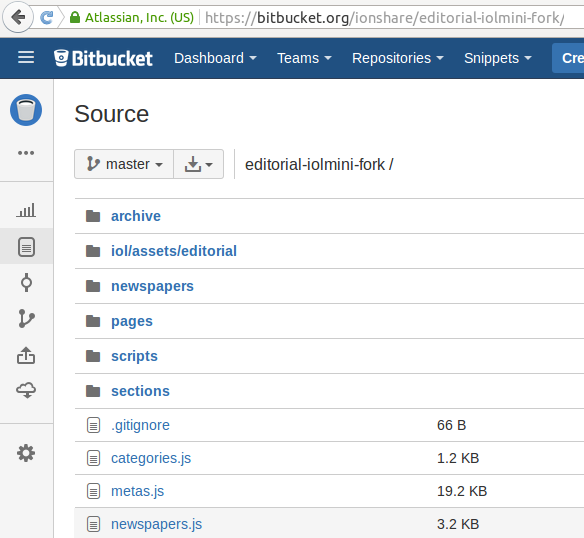 Atlassian, Inc. (US) https://bitbucket.org/ionshare/editorial-iolmini-fork/
Bitbucket Dashboard Teams Repositories Snippets Cre
Source
master editorial-iolmini-fork /
archive
iol/assets/editorial
newspapers
pages
scripts
sections
.gitignore 66 B
categories.js 1.2 KB
metas.js 19.2 KB
newspapers.js 3.2 KB